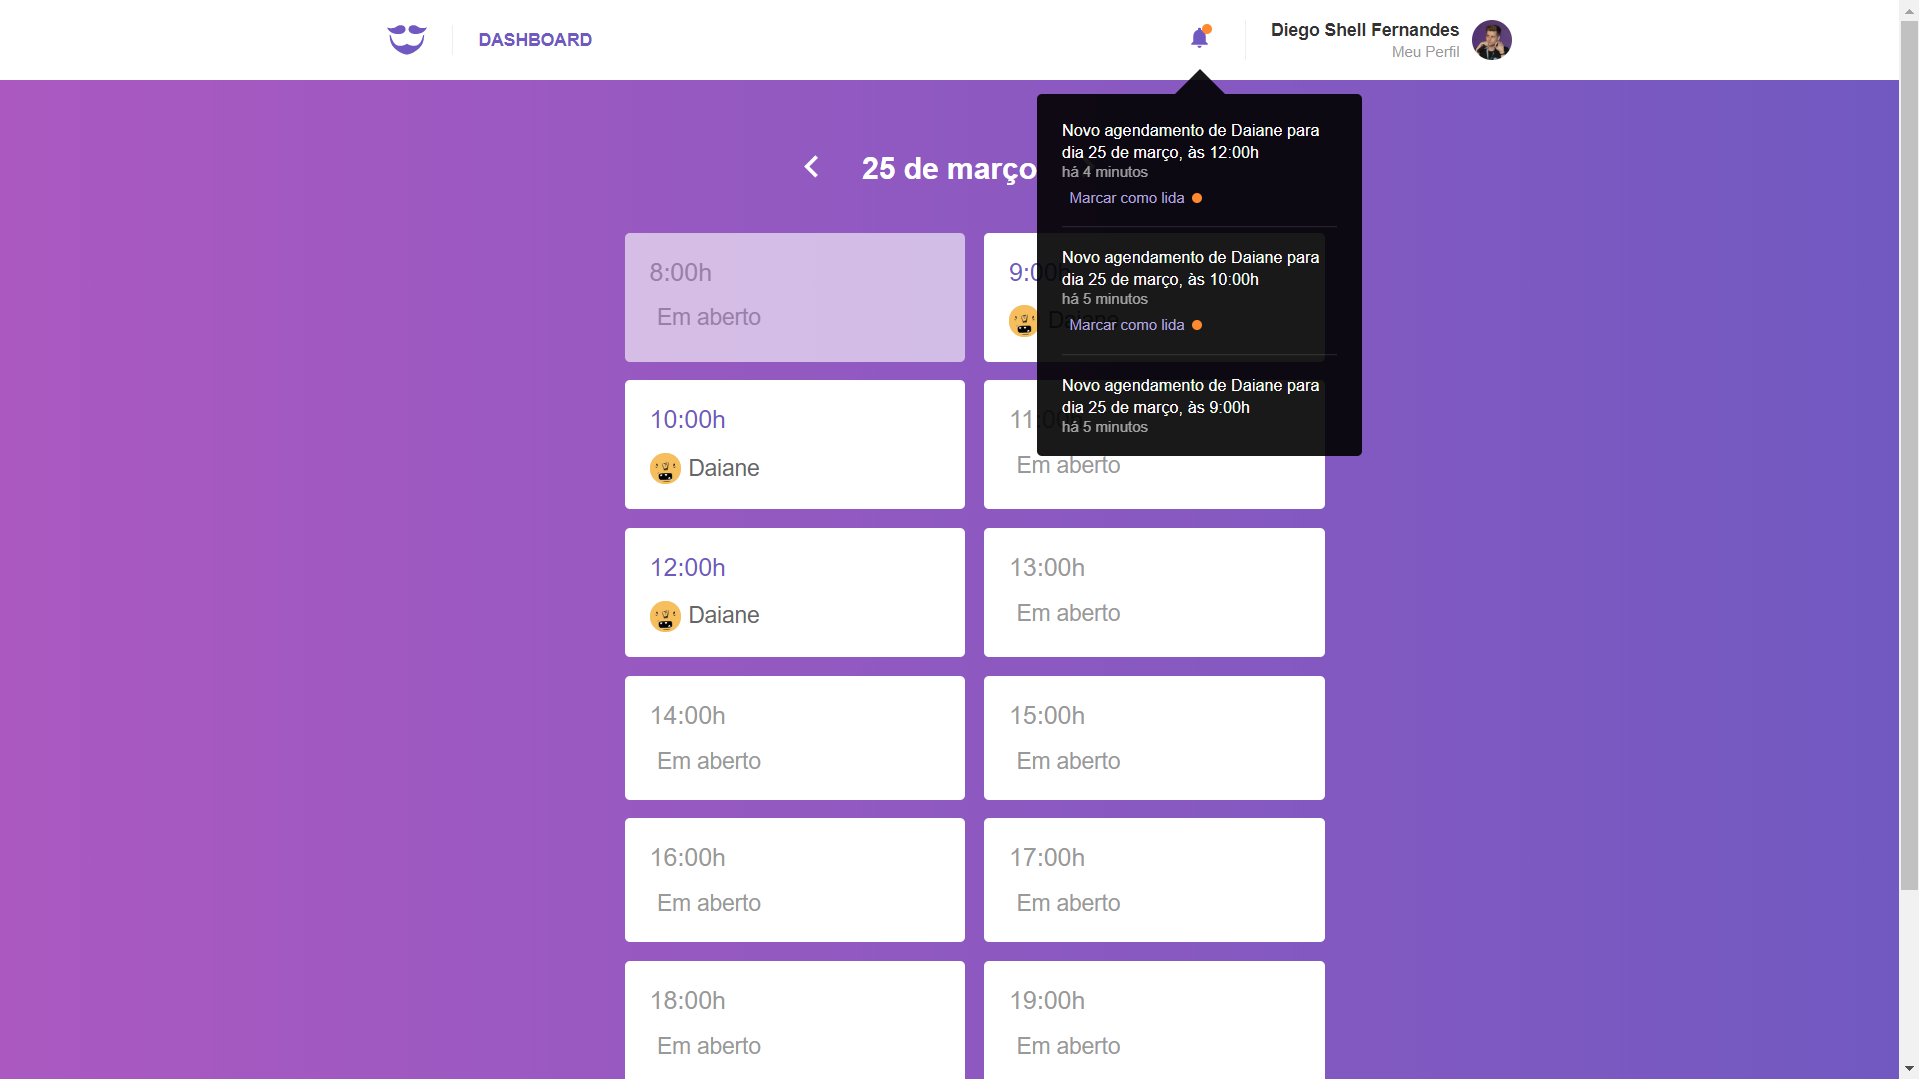 DASHBOARD
Diego Shell Fernandes
Meu Perfil
25 de março
Novo agendamento de Daiane para
dia 25 de março, às 12:00h
há 4 minutos
Marcar como lida
Novo agendamento de Daiane para
dia 25 de março, às 10:00h
há 5 minutos
Marcar como lida
Novo agendamento de Daiane para
dia 25 de março, às 9:00h
há 5 minutos
8:00h
Em aberto
9:00h
Daiane
10:00h
Daiane
11:00h
Em aberto
12:00h
Daiane
13:00h
Em aberto
14:00h
Em aberto
15:00h
Em aberto
16:00h
Em aberto
17:00h
Em aberto
18:00h
Em aberto
19:00h
Em aberto